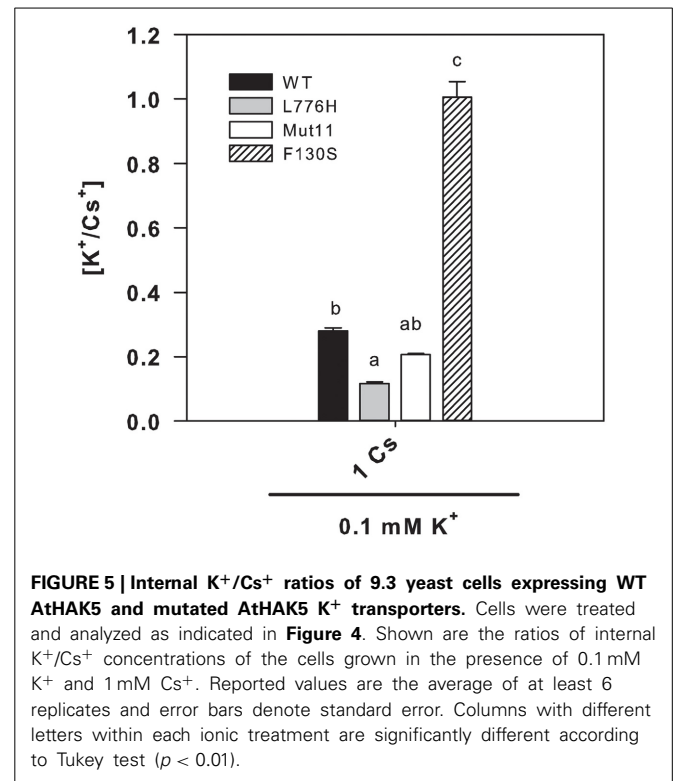 1.2
1.0
0.8
0.6
0.4
0.2
0.0
[K+/Cs+]
WT
L776H
Mut11
F130S
b
a
ab
c
1 Cs
0.1 mM K+
FIGURE 5 | Internal K+/Cs+ ratios of 9.3 yeast cells expressing WT
AtHAK5 and mutated AtHAK5 K+ transporters. Cells were treated
and analyzed as indicated in Figure 4. Shown are the ratios of internal
K+/Cs+ concentrations of the cells grown in the presence of 0.1 mM
K+ and 1 mM Cs+. Reported values are the average of at least 6
replicates and error bars denote standard error. Columns with different
letters within each ionic treatment are significantly different according
to Tukey test (p < 0.01).